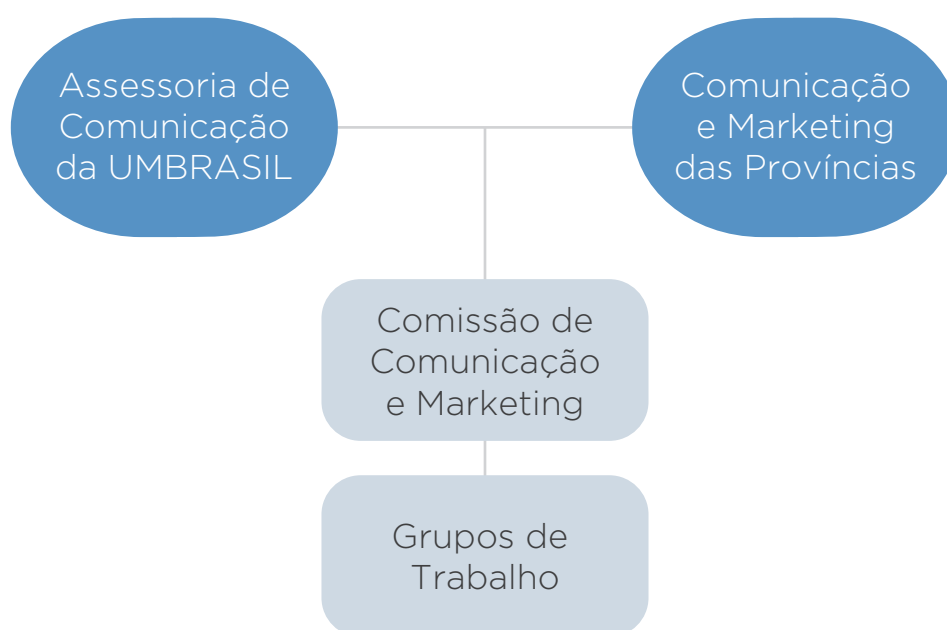 Assessoria de
Comunicação
da UMBRASIL
Comunicação
e Marketing
das Províncias
Comissão de
Comunicação
e Marketing
Grupos de
Trabalho